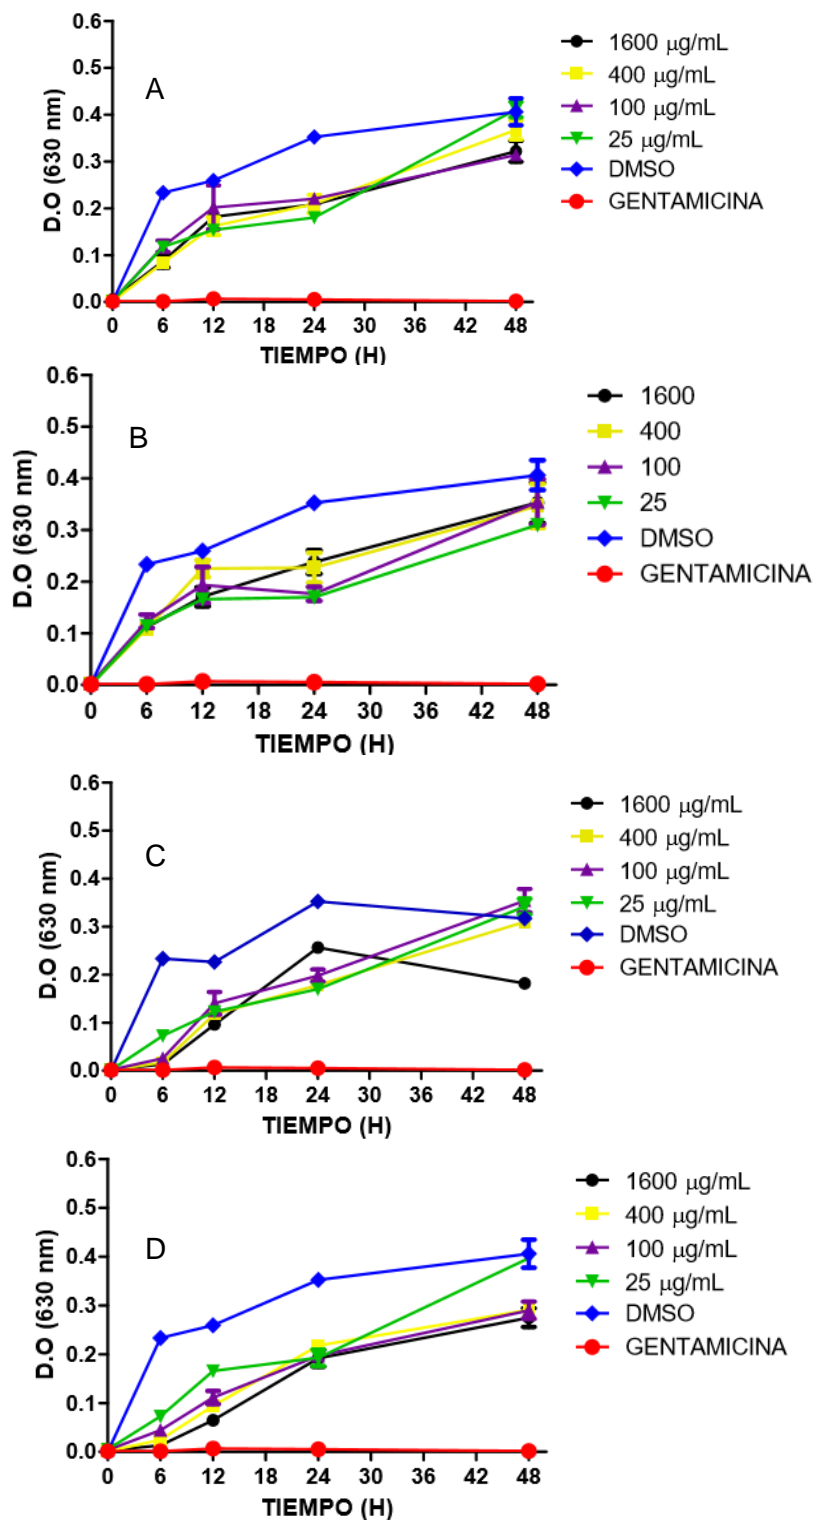 0.6
0.5
0.4
0.3
0.2
0.1
0.0
D.O (630 nm)
A
0 6 12 18 24 30 36 42 48
TIEMPO (H)
1600 µg/mL
400 µg/mL
100 µg/mL
25 µg/mL
DMSO
GENTAMICINA
0.6
0.5
0.4
0.3
0.2
0.1
0.0
D.O (630 nm)
B
0 6 12 18 24 30 36 42 48
TIEMPO (H)
1600
400
100
25
DMSO
GENTAMICINA
0.6
0.5
0.4
0.3
0.2
0.1
0.0
D.O (630 nm)
C
0 6 12 18 24 30 36 42 48
TIEMPO (H)
1600 µg/mL
400 µg/mL
100 µg/mL
25 µg/mL
DMSO
GENTAMICINA
0.6
0.5
0.4
0.3
0.2
0.1
0.0
D.O (630 nm)
D
0 6 12 18 24 30 36 42 48
TIEMPO (H)
1600 µg/mL
400 µg/mL
100 µg/mL
25 µg/mL
DMSO
GENTAMICINA